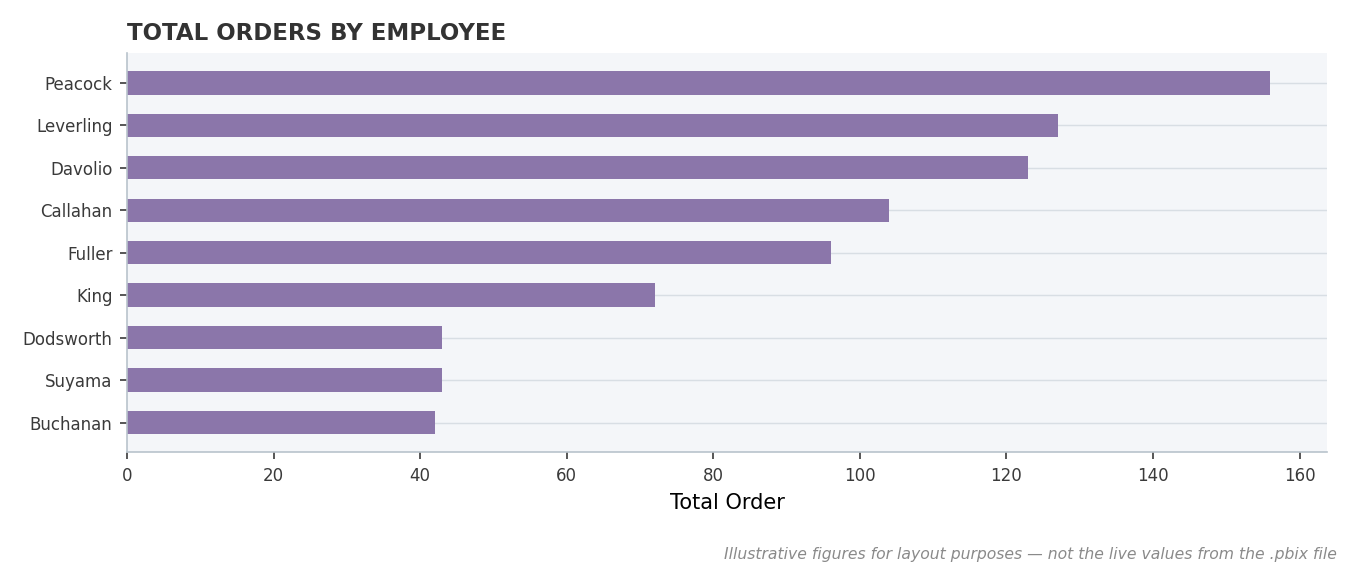 TOTAL ORDERS BY EMPLOYEE
Peacock
Leverling
Davolio
Callahan
Fuller
King
Dodsworth
Suyama
Buchanan
0 20 40 60 80 100 120 140 160
Total Order
Illustrative figures for layout purposes — not the live values from the .pbix file